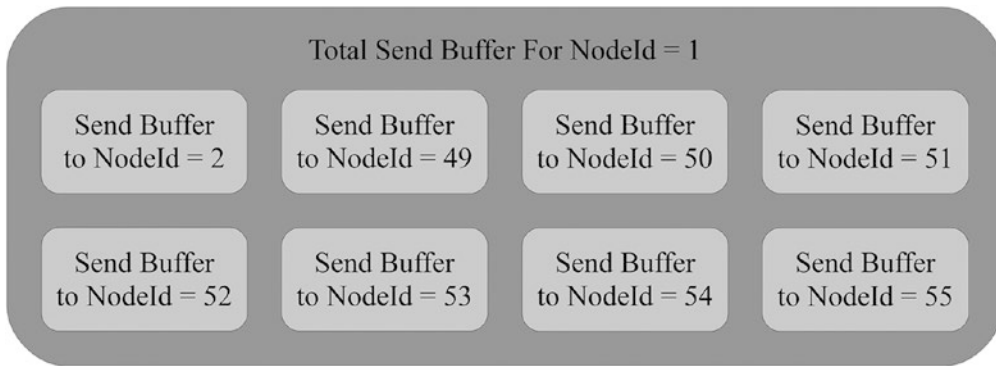 Total Send Buffer For NodeId = 1
Send Buffer
to NodeId = 2
Send Buffer
to NodeId = 49
Send Buffer
to NodeId = 50
Send Buffer
to NodeId = 51
Send Buffer
to NodeId = 52
Send Buffer
to NodeId = 53
Send Buffer
to NodeId = 54
Send Buffer
to NodeId = 55